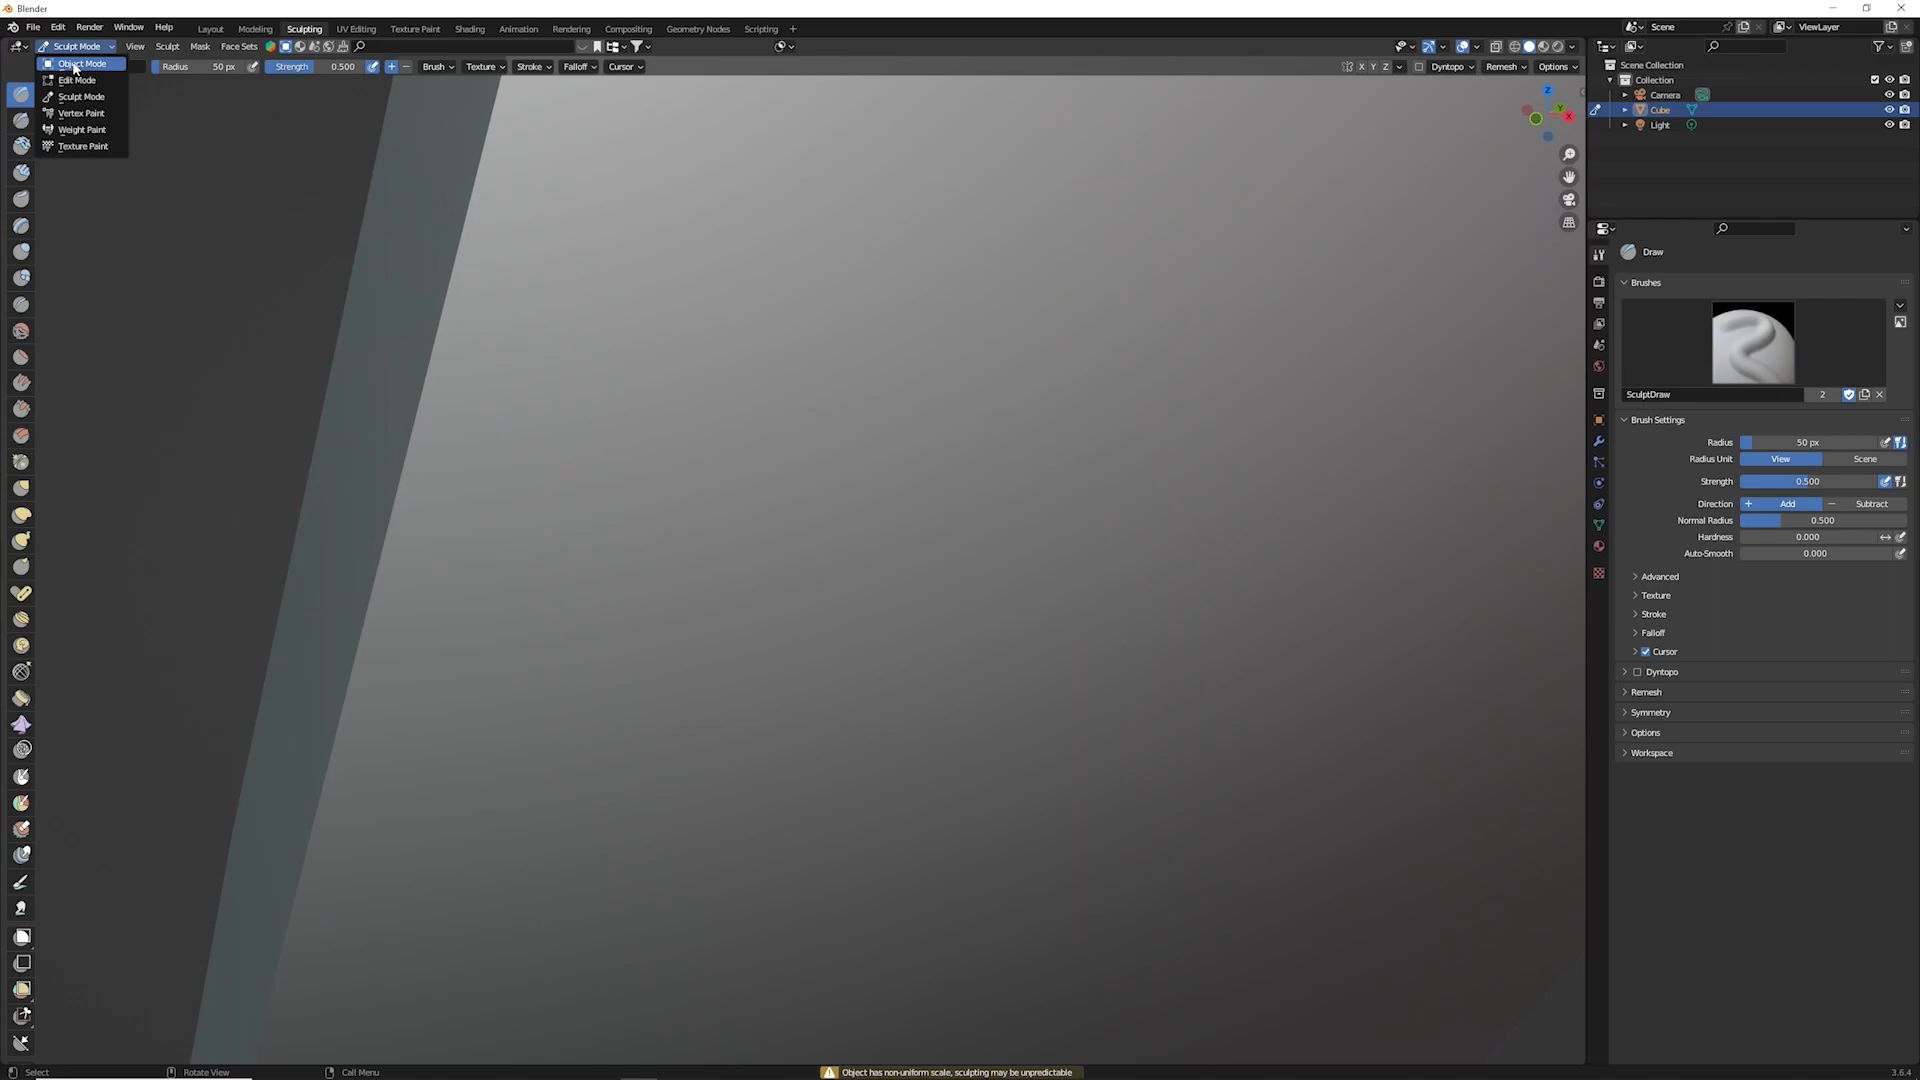 Blender
File Edit Render Window Help Layout Modeling Sculpting UV Editing Texture Paint Shading Animation Rendering Compositing Geometry Nodes Scripting + Scene ViewLayer
Sculpt Mode View Sculpt Mask Face Sets
Object Mode
Edit Mode
Sculpt Mode
Vertex Paint
Weight Paint
Texture Paint
Radius 50 px Strength 0.500 + − Brush Texture Stroke Falloff Cursor X Y Z Dyntopo Remesh Options
Z
Y
X
Scene Collection
Collection
Camera
Cube
Light
Draw
Brushes
SculptDraw 2
Brush Settings
Radius 50 px
Radius Unit View Scene
Strength 0.500
Direction + Add − Subtract
Normal Radius 0.500
Hardness 0.000
Auto-Smooth 0.000
Advanced
Texture
Stroke
Falloff
Cursor
Dyntopo
Remesh
Symmetry
Options
Workspace
Select Rotate View Call Menu Object has non-uniform scale, sculpting may be unpredictable 3.6.4